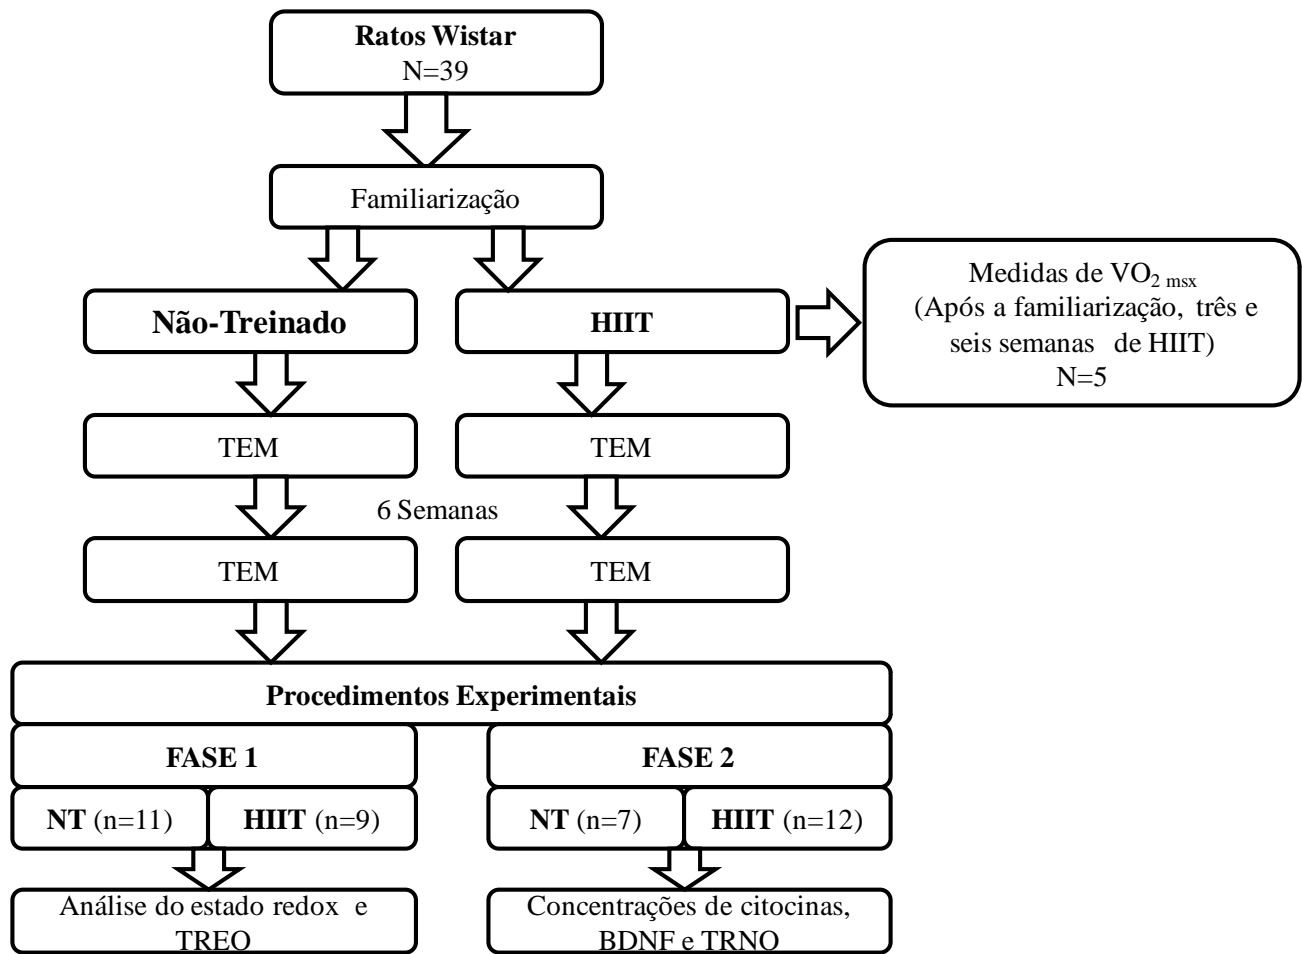 Ratos Wistar
N=39
Familiarização
Não-Treinado
HIIT
Medidas de VO2 msx
(Após a familiarização, três e
seis semanas de HIIT)
N=5
TEM
TEM
6 Semanas
TEM
TEM
Procedimentos Experimentais
FASE 1
FASE 2
NT (n=11)
HIIT (n=9)
NT (n=7)
HIIT (n=12)
Análise do estado redox e
TREO
Concentrações de citocinas,
BDNF e TRNO